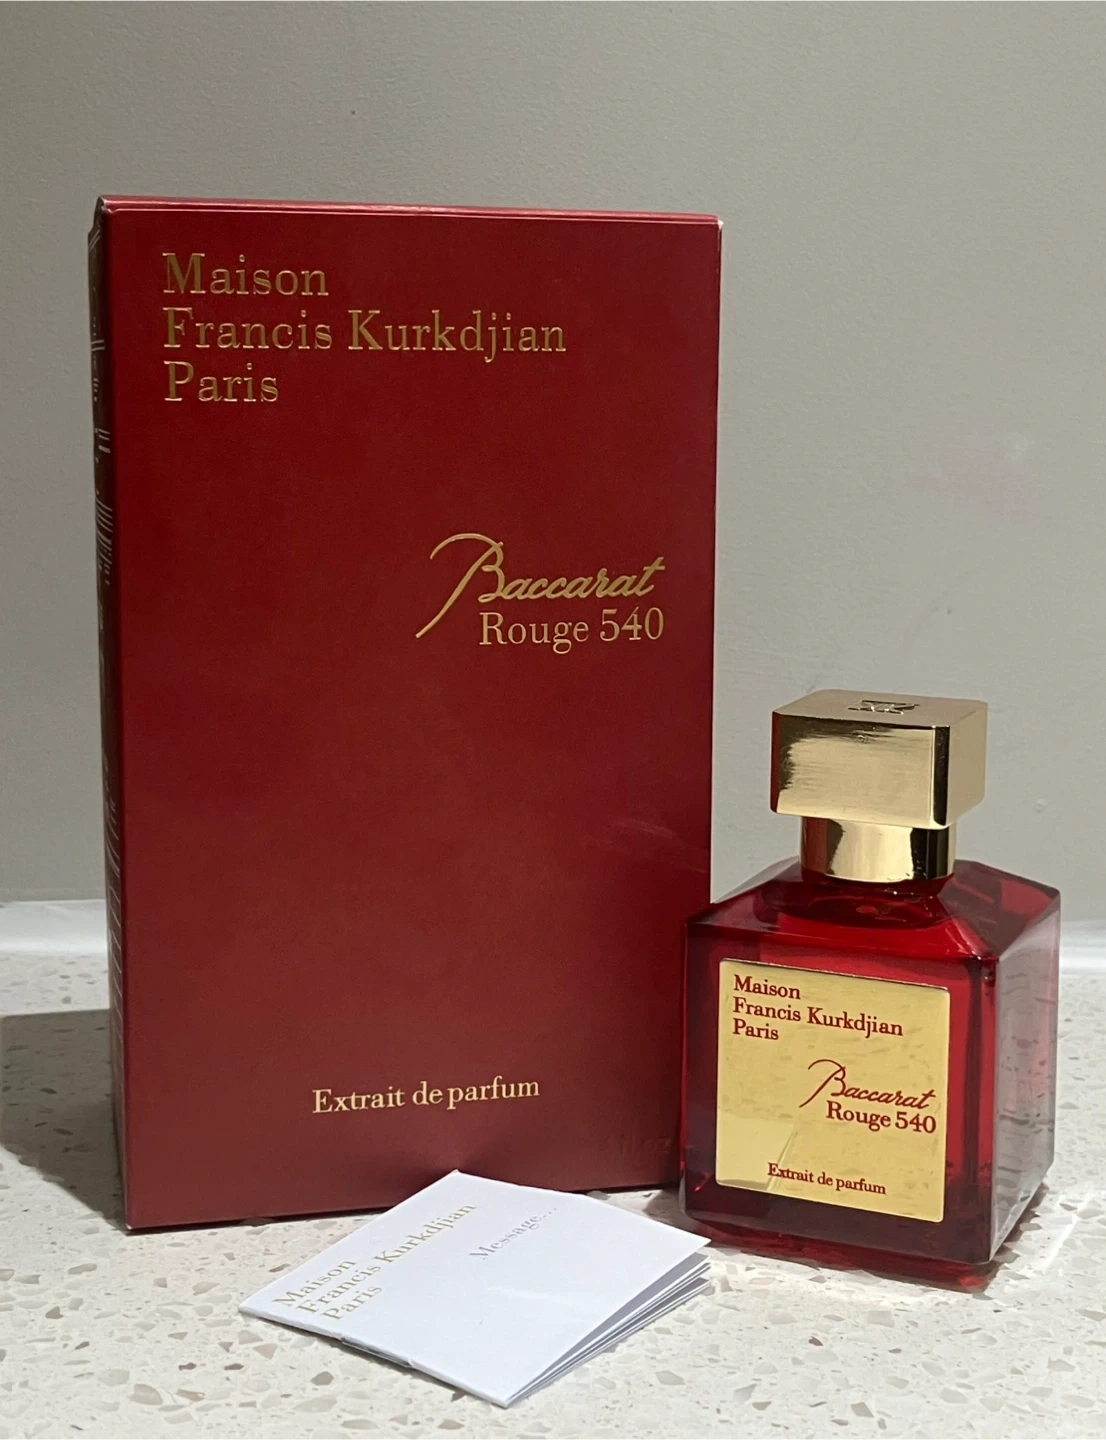 Maison
Francis Kurkdjian
Paris
Baccarat
Rouge 540
Extrait de parfum
Maison
Francis Kurkdjian
Paris
Baccarat
Rouge 540
Extrait de parfum
Maison
Francis Kurkdjian
Paris
Message...